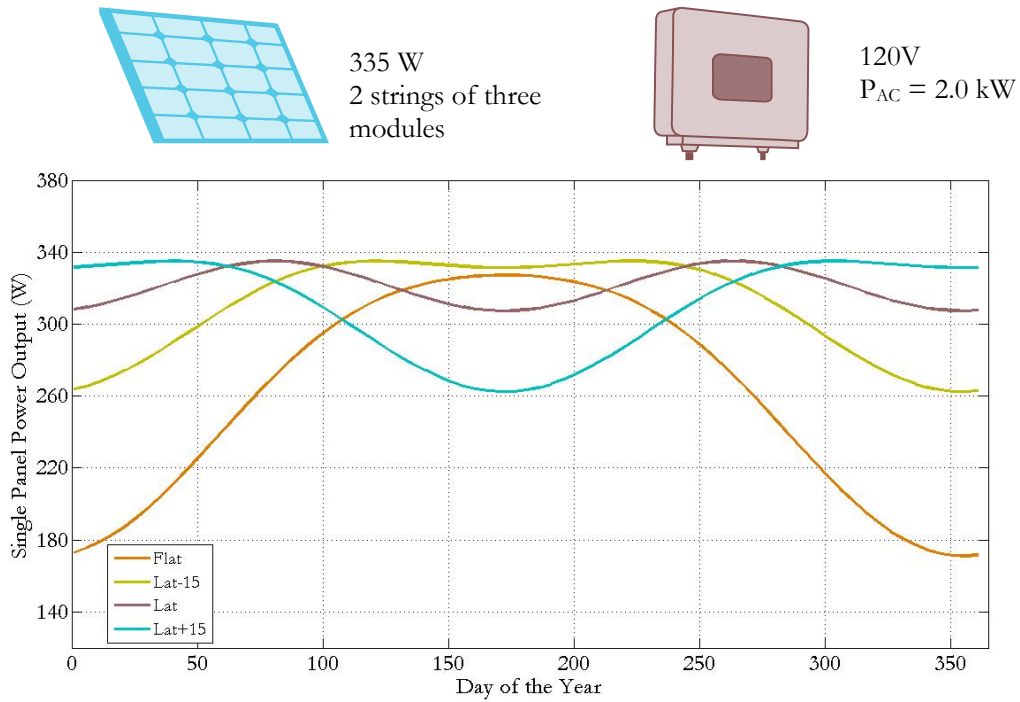 335 W
2 strings of three
modules
120V
P_AC = 2.0 kW
380
340
300
260
220
180
140
Single Panel Power Output (W)
Flat
Lat-15
Lat
Lat+15
0 50 100 150 200 250 300 350
Day of the Year